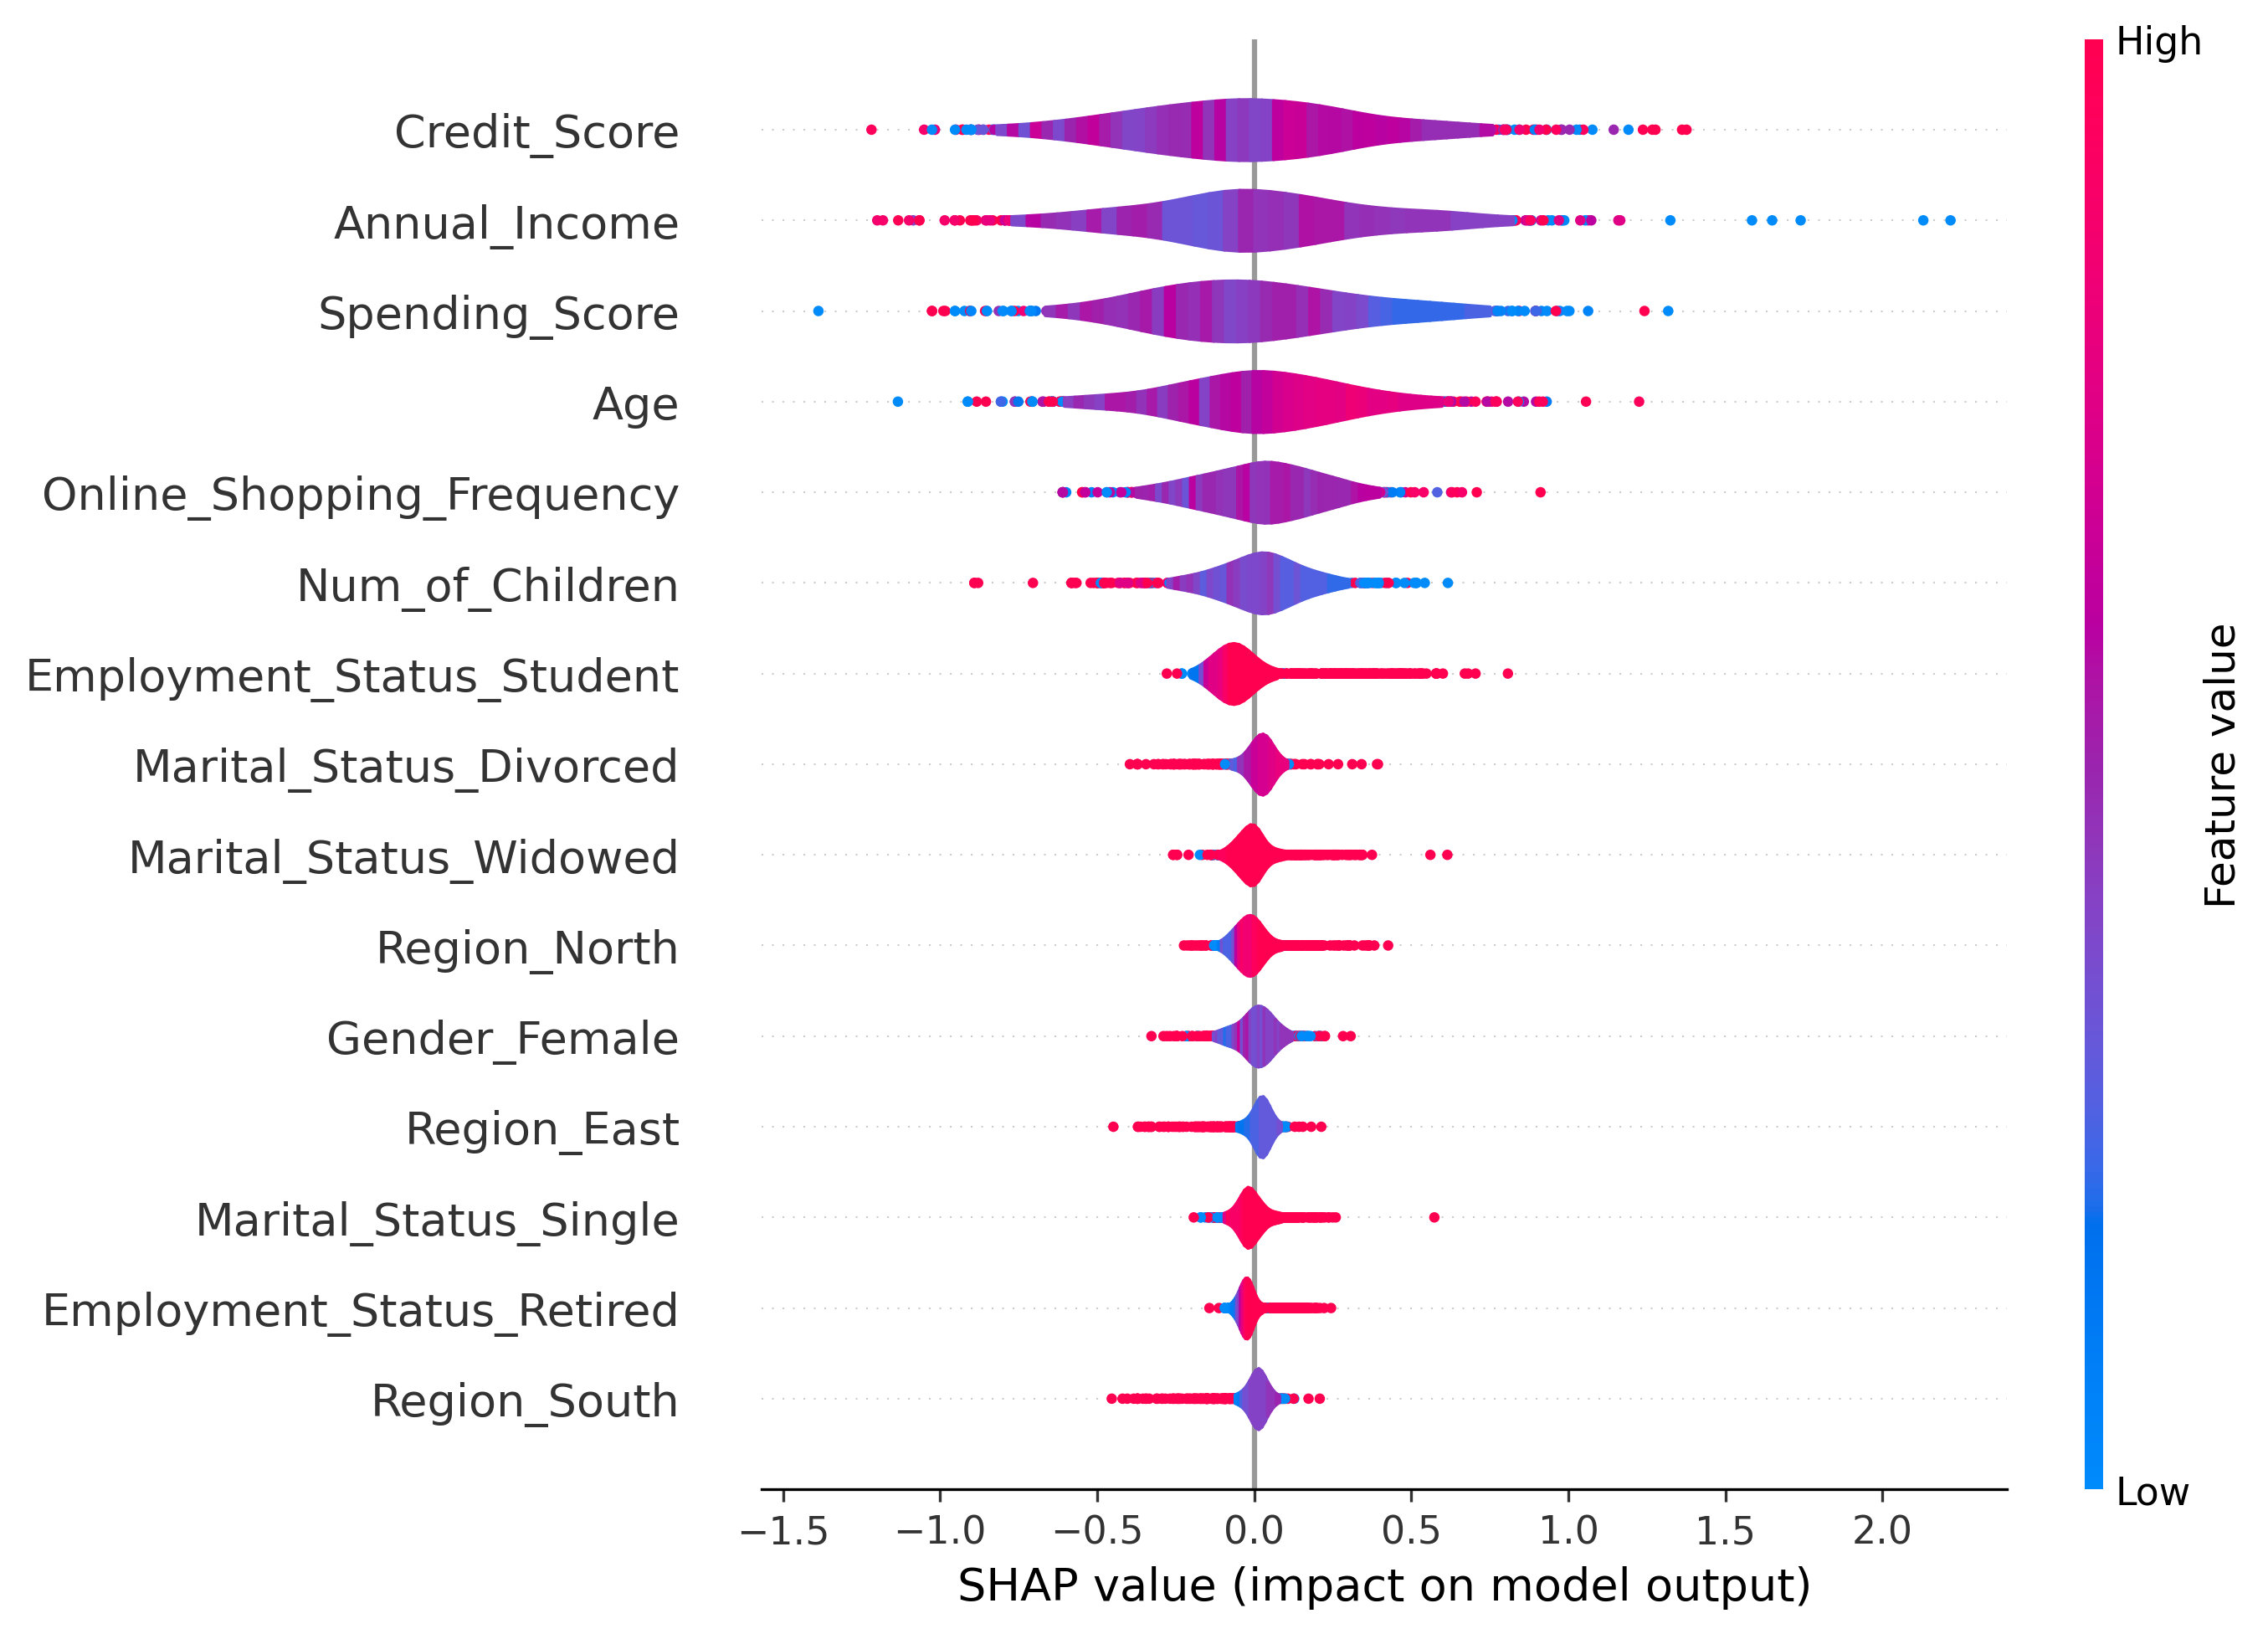 High
Credit_Score
Annual_Income
Spending_Score
Age
Online_Shopping_Frequency
Num_of_Children
Employment_Status_Student
Marital_Status_Divorced
Marital_Status_Widowed
Region_North
Gender_Female
Region_East
Marital_Status_Single
Employment_Status_Retired
Region_South
Feature value
Low
−1.5 −1.0 −0.5 0.0 0.5 1.0 1.5 2.0
SHAP value (impact on model output)